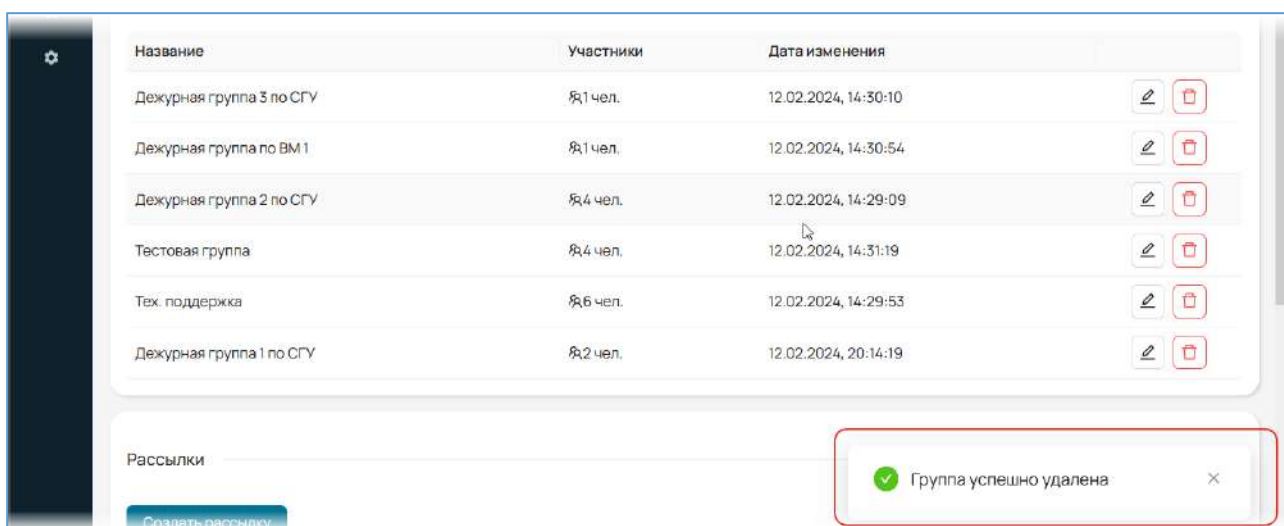 Название Участники Дата изменения
Дежурная группа 3 по СГУ 1 чел. 12.02.2024, 14:30:10
Дежурная группа по ВМ 1 1 чел. 12.02.2024, 14:30:54
Дежурная группа 2 по СГУ 4 чел. 12.02.2024, 14:29:09
Тестовая группа 4 чел. 12.02.2024, 14:31:19
Тех. поддержка 6 чел. 12.02.2024, 14:29:53
Дежурная группа 1 по СГУ 2 чел. 12.02.2024, 20:14:19
Рассылки
Группа успешно удалена
Создать рассылку